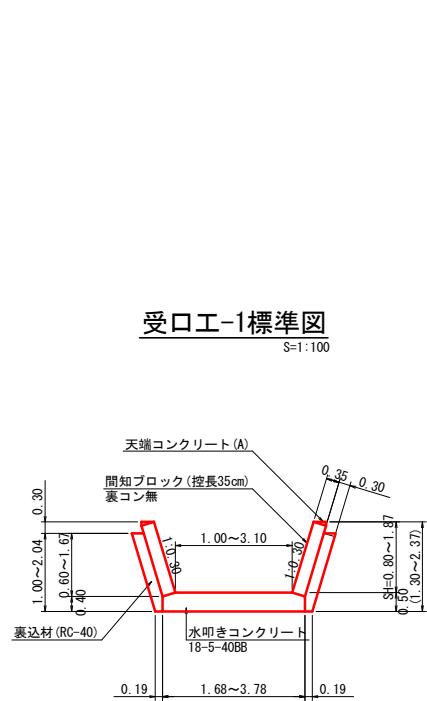 受口工-1標準図
S=1:100
天端コンクリート(A)
間知ブロック(控長35cm)
裏コン無
0.35
0.30
0.30
1.00~2.04
0.60~1.67
0.40
1:0.30
1.00~3.10
1:0.30
SH=0.80~1.87
0.50
(1.30~2.37)
裏込材(RC-40)
水叩きコンクリート
18-5-40BB
0.19
1.68~3.78
0.19